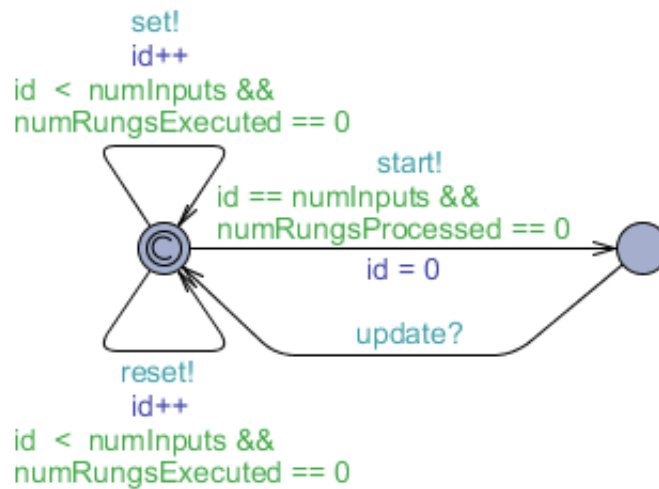 set!
id++
id < numInputs &&
numRungsExecuted == 0
start!
id == numInputs &&
numRungsProcessed == 0
C
id = 0
update?
reset!
id++
id < numInputs &&
numRungsExecuted == 0